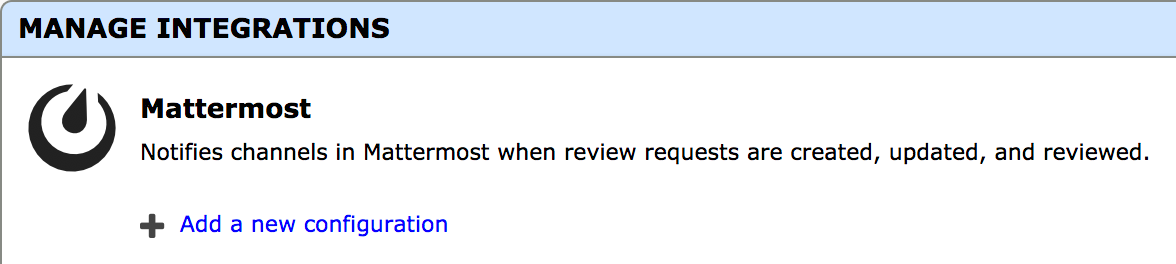 MANAGE INTEGRATIONS
Mattermost
Notifies channels in Mattermost when review requests are created, updated, and reviewed.
Add a new configuration